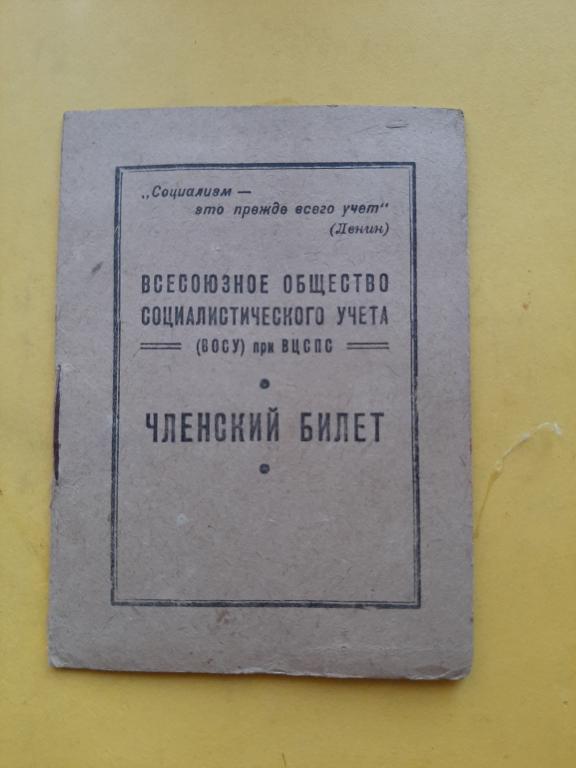 „Социализм —
это прежде всего учет“
(Ленин)
ВСЕСОЮЗНОЕ ОБЩЕСТВО
СОЦИАЛИСТИЧЕСКОГО УЧЕТА
(ВОСУ) при ВЦСПС
ЧЛЕНСКИЙ БИЛЕТ